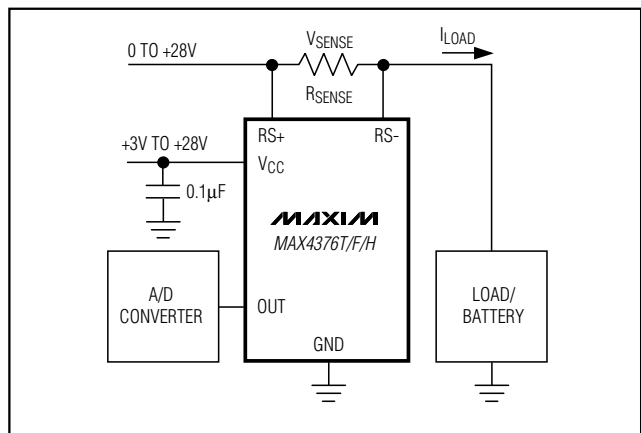 0 TO +28V
VSENSE
ILOAD
RSENSE
RS+
RS-
+3V TO +28V
VCC
0.1μF
MAXIM
MAX4376T/F/H
A/D
CONVERTER
OUT
LOAD/
BATTERY
GND